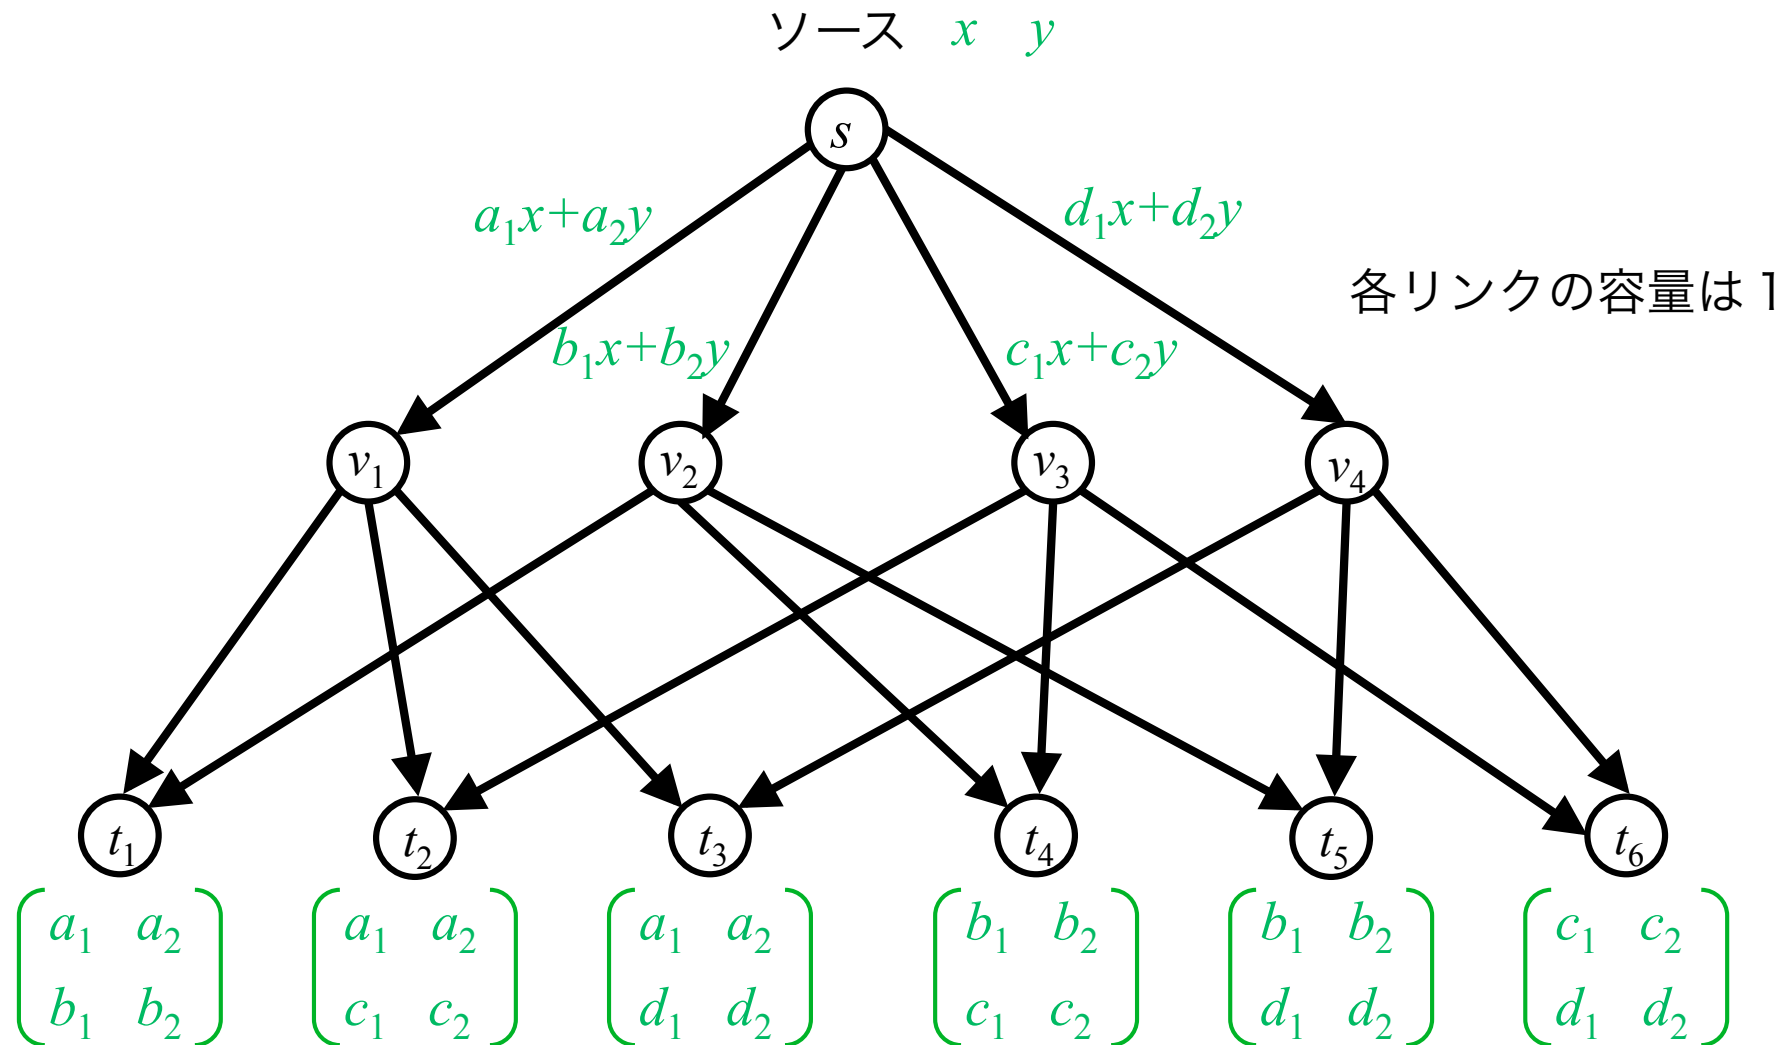 ソース x y
s
a₁x+a₂y
d₁x+d₂y
各リンクの容量は1
b₁x+b₂y
c₁x+c₂y
v₁ v₂ v₃ v₄
t₁ t₂ t₃ t₄ t₅ t₆
a₁ a₂ a₁ a₂ a₁ a₂ b₁ b₂ b₁ b₂ c₁ c₂
b₁ b₂ c₁ c₂ d₁ d₂ c₁ c₂ d₁ d₂ d₁ d₂